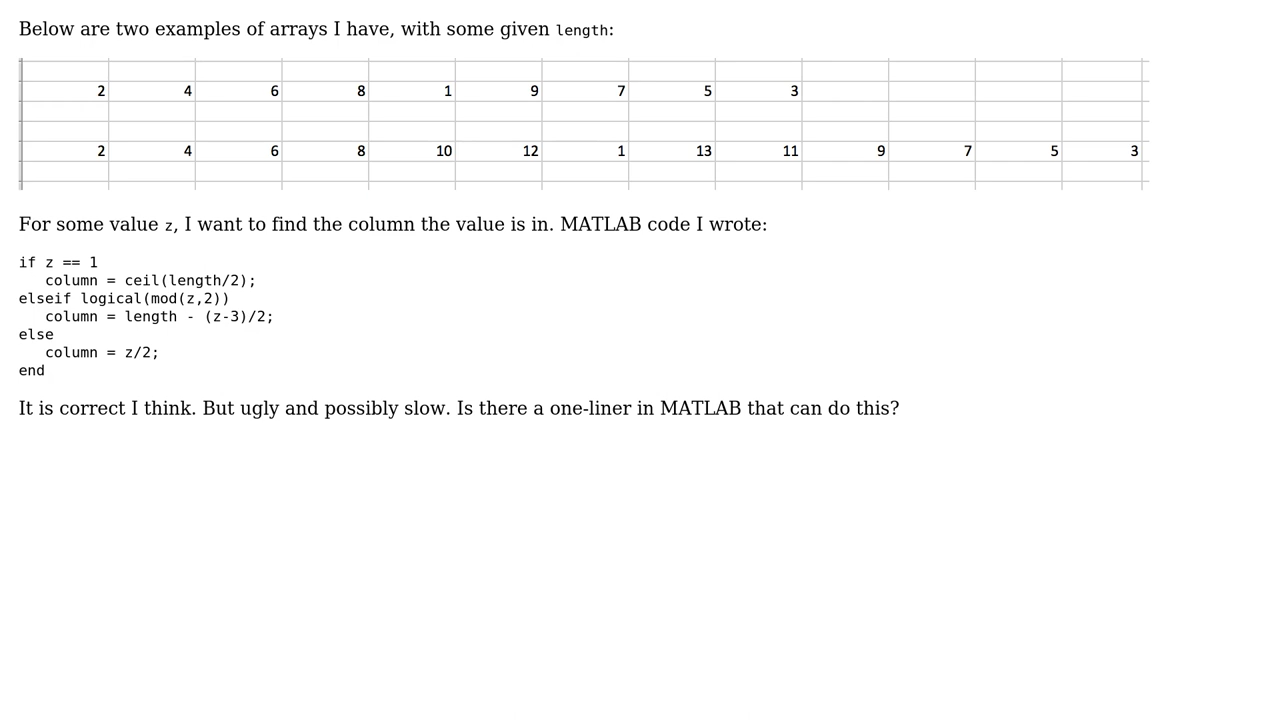 Below are two examples of arrays I have, with some given length:
2 4 6 8 1 9 7 5 3
2 4 6 8 10 12 1 13 11 9 7 5 3
For some value z, I want to find the column the value is in. MATLAB code I wrote:
if z == 1
   column = ceil(length/2);
elseif logical(mod(z,2))
   column = length - (z-3)/2;
else
   column = z/2;
end
It is correct I think. But ugly and possibly slow. Is there a one-liner in MATLAB that can do this?